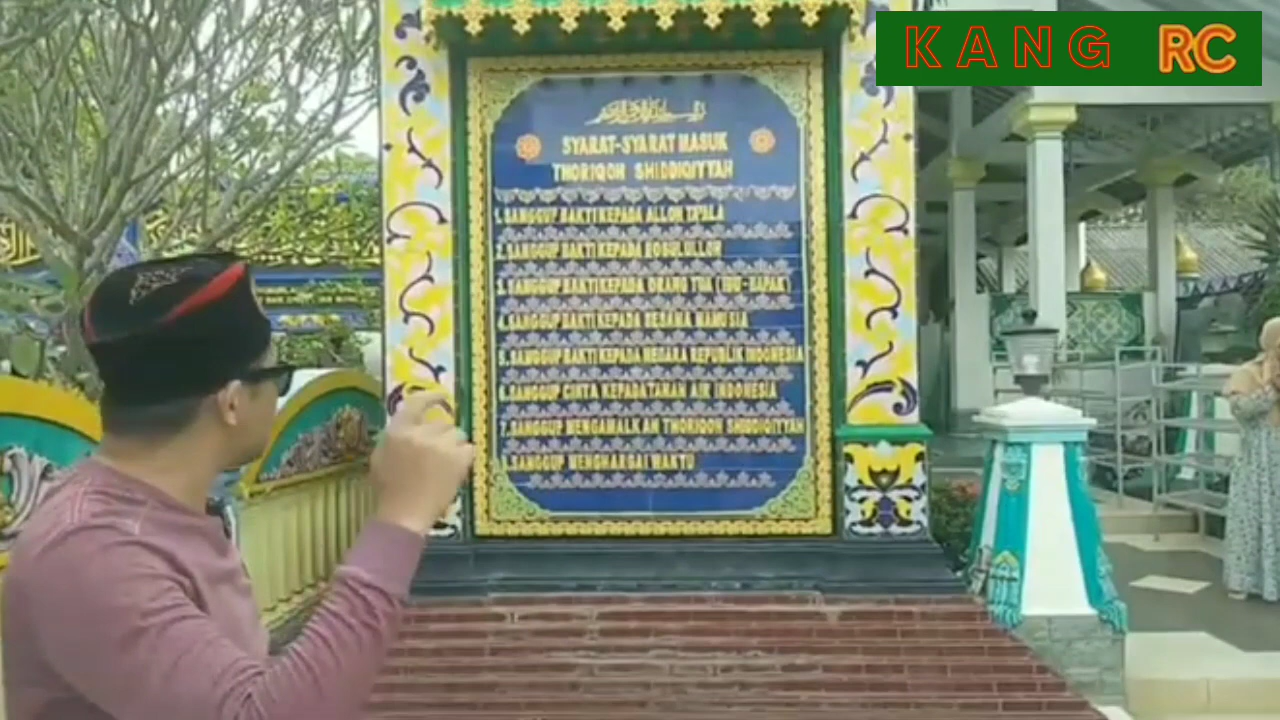 KANG RC
SYARAT-SYARAT MASUK
THORIQOH SHIDDIQIYYAH
1. SANGGUP BAKTI KEPADA ALLOH TA'ALA
2. SANGGUP BAKTI KEPADA ROSULULLOH
3. SANGGUP BAKTI KEPADA ORANG TUA (IBU-BAPAK)
4. SANGGUP BAKTI KEPADA SESAMA MANUSIA
5. SANGGUP BAKTI KEPADA NEGARA REPUBLIK INDONESIA
6. SANGGUP CINTA KEPADA TANAH AIR INDONESIA
7. SANGGUP MENGAMALKAN THORIQOH SHIDDIQIYYAH
8. SANGGUP MENGHARGAI WAKTU